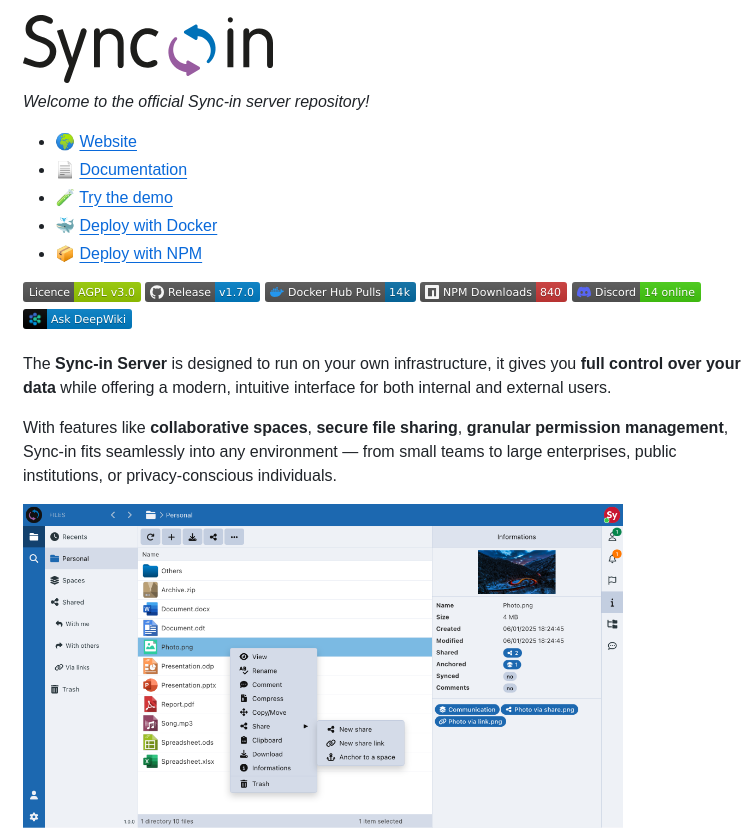 Sync in
Welcome to the official Sync-in server repository!
Website
Documentation
Try the demo
Deploy with Docker
Deploy with NPM
Licence AGPL v3.0 Release v1.7.0 Docker Hub Pulls 14k NPM Downloads 840 Discord 14 online
Ask DeepWiki
The Sync-in Server is designed to run on your own infrastructure, it gives you full control over your
data while offering a modern, intuitive interface for both internal and external users.
With features like collaborative spaces, secure file sharing, granular permission management,
Sync-in fits seamlessly into any environment — from small teams to large enterprises, public
institutions, or privacy-conscious individuals.
FILES Personal Sy
Recents
Personal
Spaces
Shared
With me
With others
Via links
Trash
1.0.0
Name
Others
Archive.zip
Document.docx
Document.odt
Photo.png
Presentation.odp
Presentation.pptx
Report.pdf
Song.mp3
Spreadsheet.ods
Spreadsheet.xlsx
View
Rename
Comment
Compress
Copy/Move
Share
Clipboard
Download
Informations
Trash
New share
New share link
Anchor to a space
1 directory 10 files 1 item selected
Informations
Name Photo.png
Size 4 MB
Created 06/01/2025 18:24:45
Modified 06/01/2025 18:24:45
Shared 2
Anchored 1
Synced no
Comments no
Communication Photo via share.png
Photo via link.png
1
1